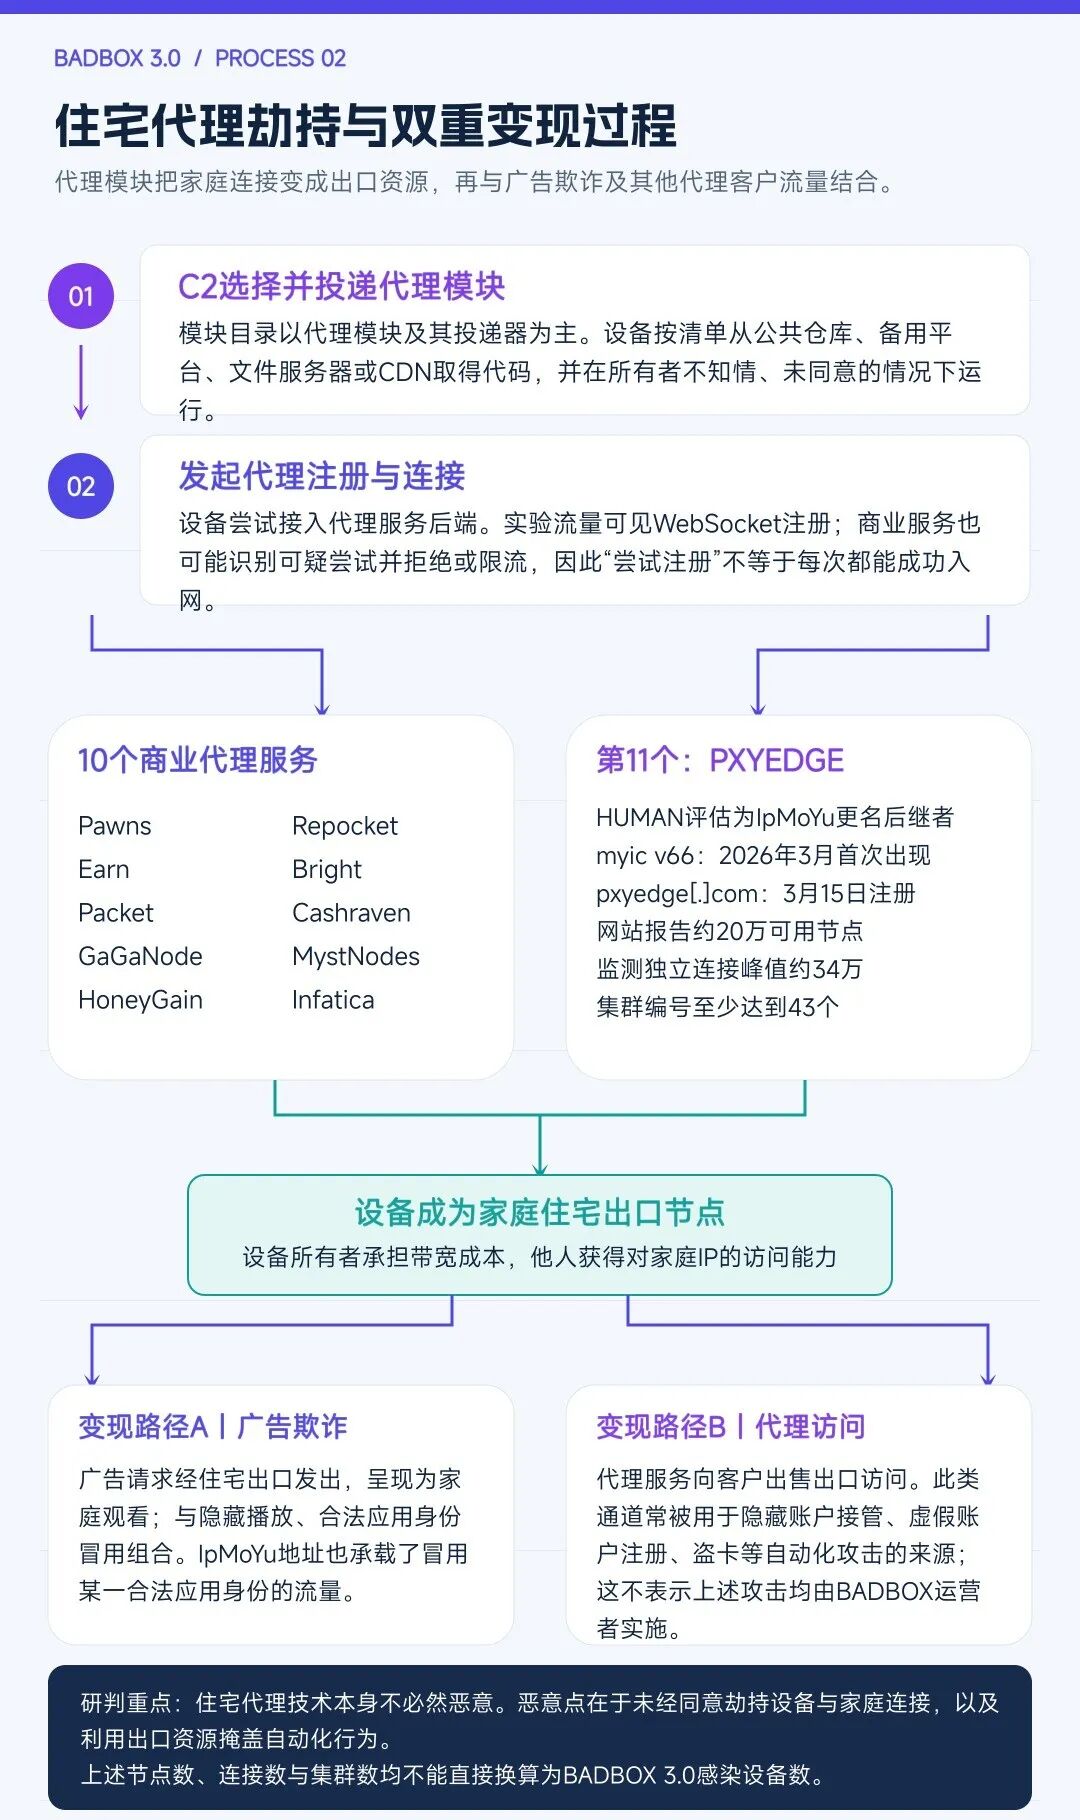 BADBOX 3.0 / PROCESS 02
住宅代理劫持与双重变现过程
代理模块把家庭连接变成出口资源，再与广告欺诈及其他代理客户流量结合。
01
C2选择并投递代理模块
模块目录以代理模块及其投递器为主。设备按清单从公共仓库、备用平
台、文件服务器或CDN取得代码，并在所有者不知情、未同意的情况下运
行。
02
发起代理注册与连接
设备尝试接入代理服务后端。实验流量可见WebSocket注册；商业服务也
可能识别可疑尝试并拒绝或限流，因此“尝试注册”不等于每次都能成功入
网。
10个商业代理服务
Pawns
Repocket
Earn
Bright
Packet
Cashraven
GaGaNode
MystNodes
HoneyGain
Infatica
第11个：PXYEDGE
HUMAN评估为IpMoYu更名后继者
myic v66：2026年3月首次出现
pxyedge[.]com：3月15日注册
网站报告约20万可用节点
监测独立连接峰值约34万
集群编号至少达到43个
设备成为家庭住宅出口节点
设备所有者承担带宽成本，他人获得对家庭IP的访问能力
变现路径A｜广告欺诈
广告请求经住宅出口发出，呈现为家
庭观看；与隐藏播放、合法应用身份
冒用组合。IpMoYu地址也承载了冒用
某一合法应用身份的流量。
变现路径B｜代理访问
代理服务向客户出售出口访问。此类
通道常被用于隐藏账户接管、虚假账
户注册、盗卡等自动化攻击的来源；
这不表示上述攻击均由BADBOX运营
者实施。
研判重点：住宅代理技术本身不必然恶意。恶意点在于未经同意劫持设备与家庭连接，以及
利用出口资源掩盖自动化行为。
上述节点数、连接数与集群数均不能直接换算为BADBOX 3.0感染设备数。